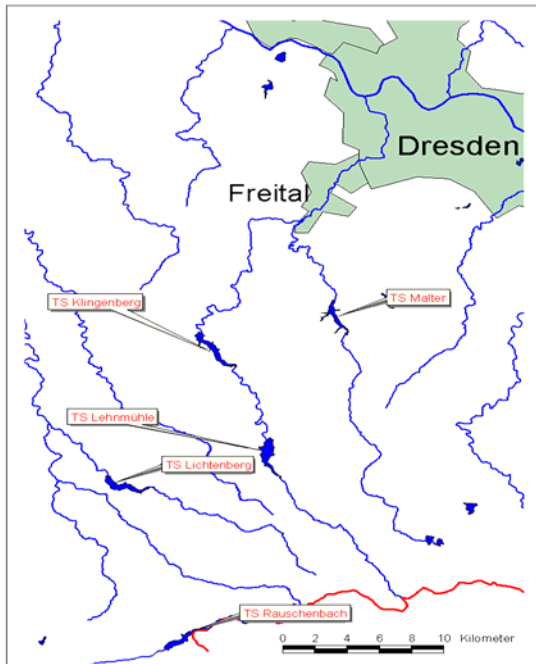 Dresden
Freital
TS Klingenberg
TS Malter
TS Lehnmühle
TS Lichtenberg
TS Rauschenbach
0 2 4 6 8 10 Kilometer